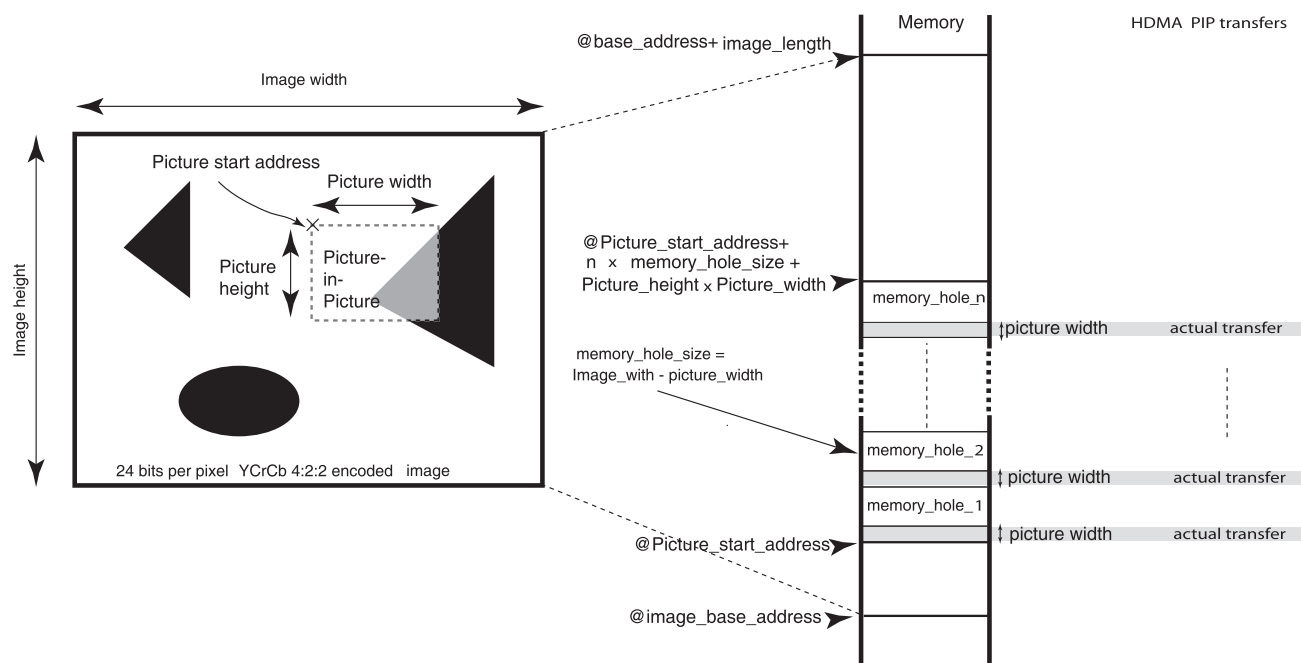 Memory
HDMA PIP transfers
@base_address+ image_length
Image width
Picture start address
Picture width
Picture
height
Picture-
in-
Picture
Image height
24 bits per pixel YCrCb 4:2:2 encoded image
@Picture_start_address+
n x memory_hole_size +
Picture_height x Picture_width
memory_hole_n
picture width
actual transfer
memory_hole_size =
Image_with - picture_width
memory_hole_2
picture width
actual transfer
memory_hole_1
picture width
actual transfer
@Picture_start_address
@image_base_address